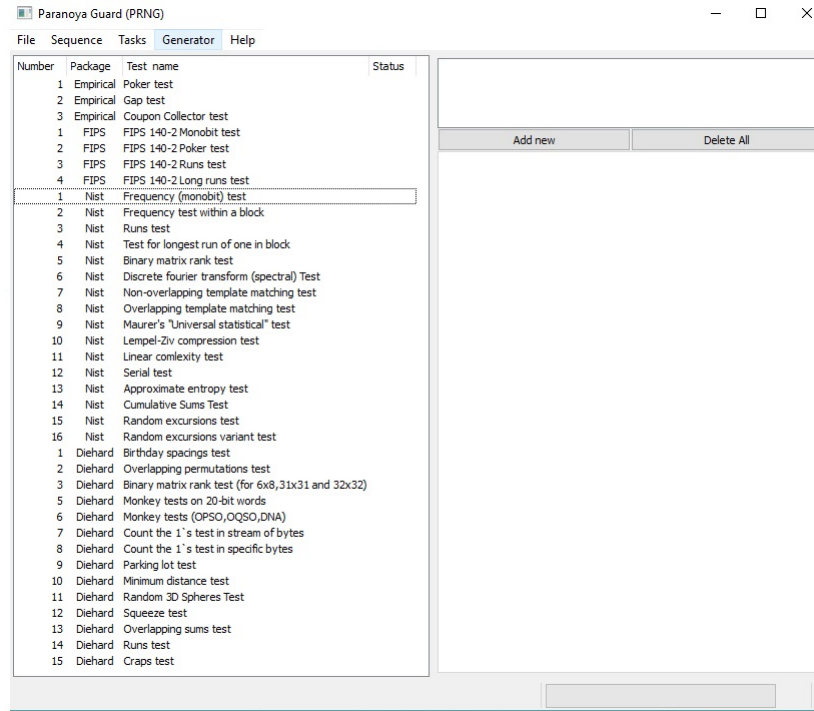 Paranoya Guard (PRNG)
File Sequence Tasks Generator Help
Number Package Test name Status
1 Empirical Poker test
2 Empirical Gap test
3 Empirical Coupon Collector test
1 FIPS FIPS 140-2 Monobit test
2 FIPS FIPS 140-2 Poker test
3 FIPS FIPS 140-2 Runs test
4 FIPS FIPS 140-2 Long runs test
1 Nist Frequency (monobit) test
2 Nist Frequency test within a block
3 Nist Runs test
4 Nist Test for longest run of one in block
5 Nist Binary matrix rank test
6 Nist Discrete fourier transform (spectral) Test
7 Nist Non-overlapping template matching test
8 Nist Overlapping template matching test
9 Nist Maurer's "Universal statistical" test
10 Nist Lempel-Ziv compression test
11 Nist Linear comlexity test
12 Nist Serial test
13 Nist Approximate entropy test
14 Nist Cumulative Sums Test
15 Nist Random excursions test
16 Nist Random excursions variant test
1 Diehard Birthday spacings test
2 Diehard Overlapping permutations test
3 Diehard Binary matrix rank test (for 6x8,31x31 and 32x32)
5 Diehard Monkey tests on 20-bit words
6 Diehard Monkey tests (OPSO,OQSO,DNA)
7 Diehard Count the 1`s test in stream of bytes
8 Diehard Count the 1`s test in specific bytes
9 Diehard Parking lot test
10 Diehard Minimum distance test
11 Diehard Random 3D Spheres Test
12 Diehard Squeeze test
13 Diehard Overlapping sums test
14 Diehard Runs test
15 Diehard Craps test
Add new Delete All